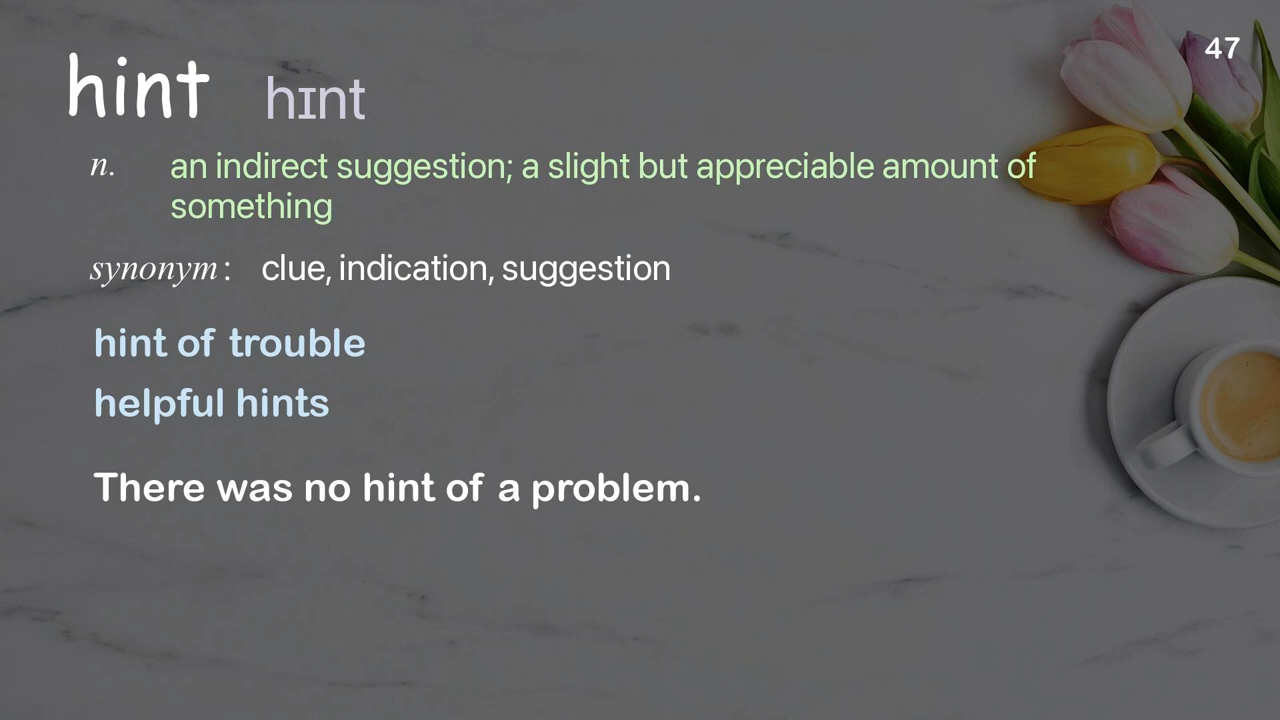 47
hint hɪnt
n. an indirect suggestion; a slight but appreciable amount of
something
synonym: clue, indication, suggestion
hint of trouble
helpful hints
There was no hint of a problem.